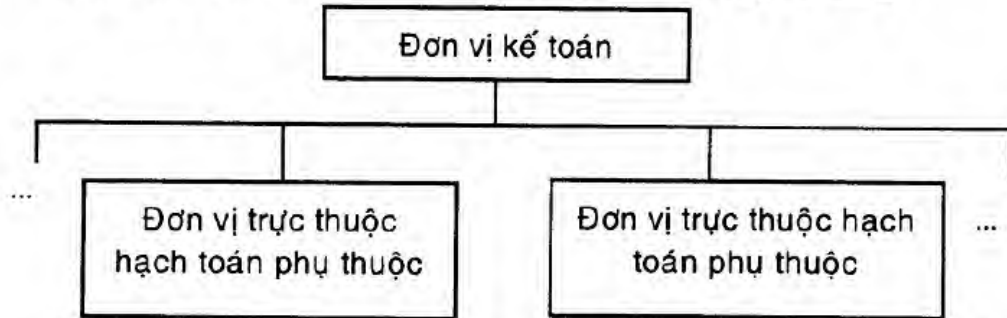 Đơn vị kế toán
...
Đơn vị trực thuộc
hạch toán phụ thuộc
Đơn vị trực thuộc hạch
toán phụ thuộc
...